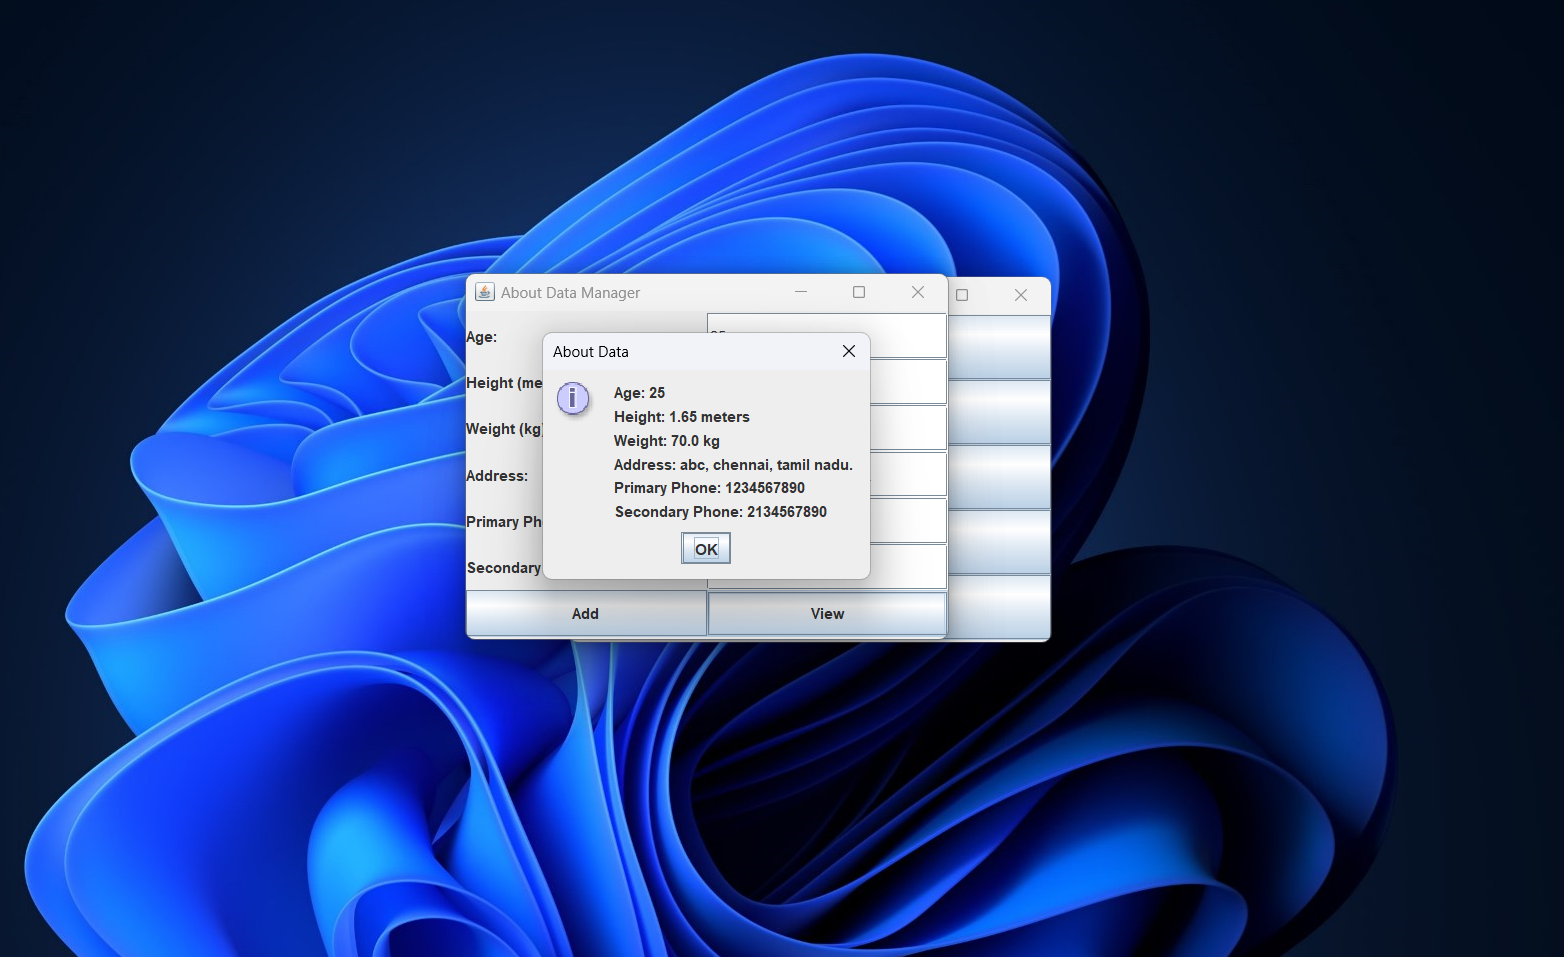 About Data Manager
Age:
Height (me
Weight (kg)
Address:
Primary Ph
Secondary
About Data
i
Age: 25
Height: 1.65 meters
Weight: 70.0 kg
Address: abc, chennai, tamil nadu.
Primary Phone: 1234567890
Secondary Phone: 2134567890
OK
Add
View